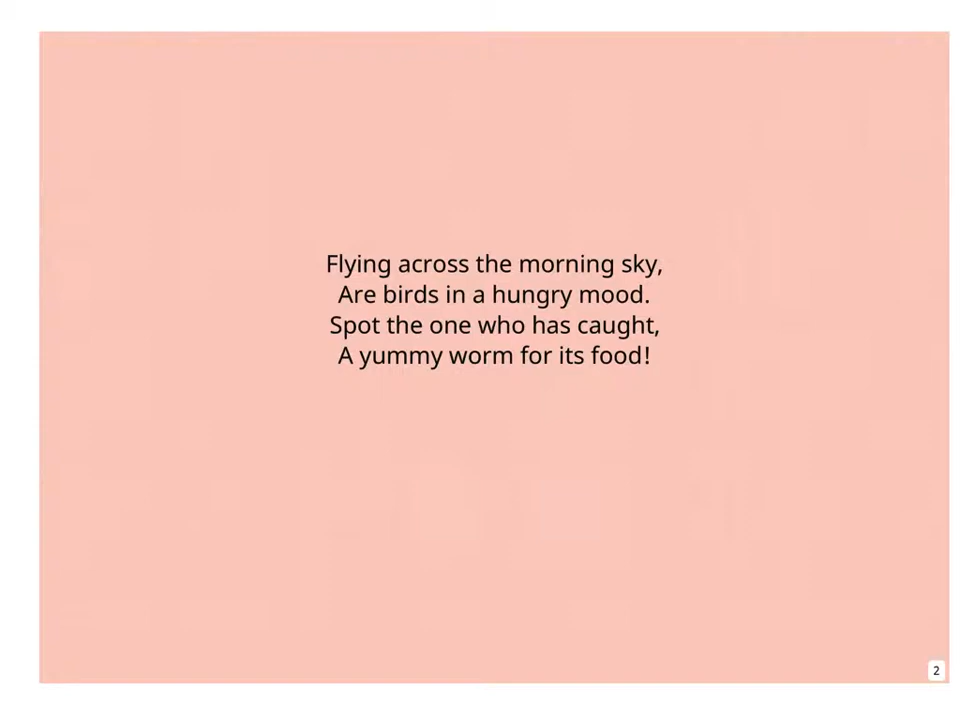 Flying across the morning sky,
Are birds in a hungry mood.
Spot the one who has caught,
A yummy worm for its food!
2